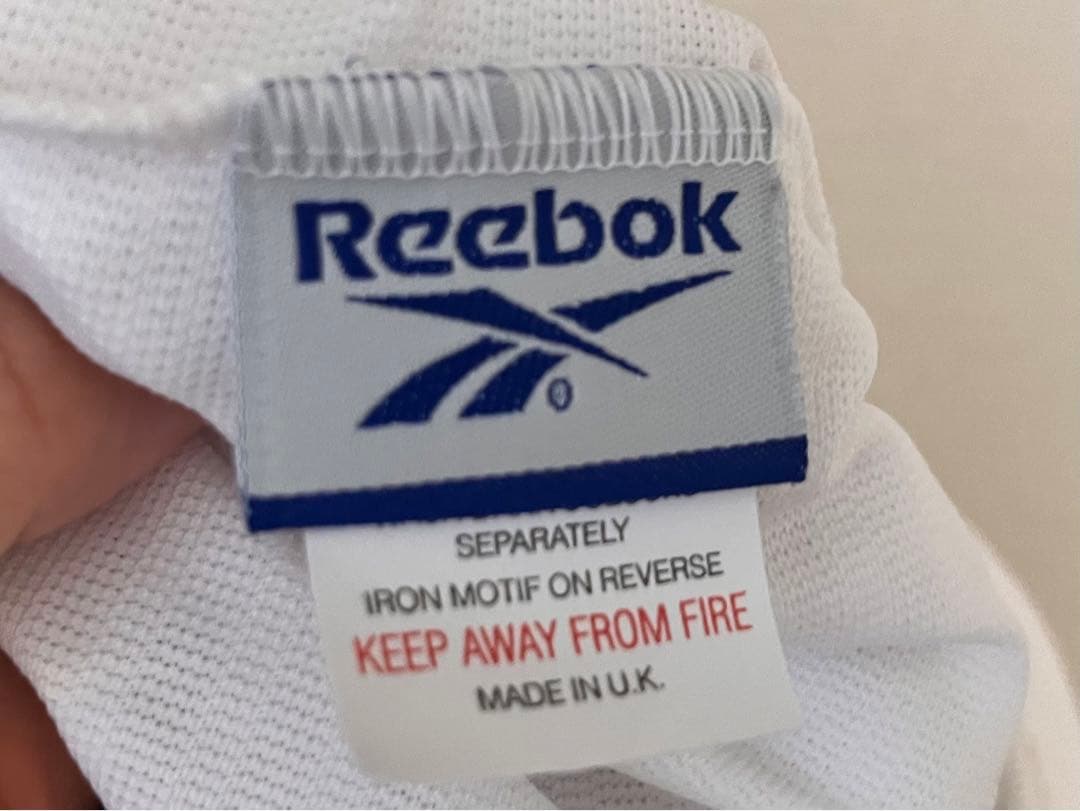 Reebok
®
SEPARATELY
IRON MOTIF ON REVERSE
KEEP AWAY FROM FIRE
MADE IN U.K.